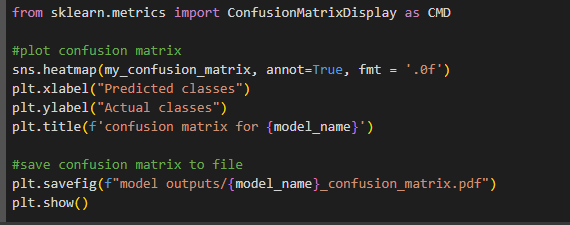 from sklearn.metrics import ConfusionMatrixDisplay as CMD
#plot confusion matrix
sns.heatmap(my_confusion_matrix, annot=True, fmt = '.0f')
plt.xlabel("Predicted classes")
plt.ylabel("Actual classes")
plt.title(f'confusion matrix for {model_name}')
#save confusion matrix to file
plt.savefig(f"model outputs/{model_name}_confusion_matrix.pdf")
plt.show()